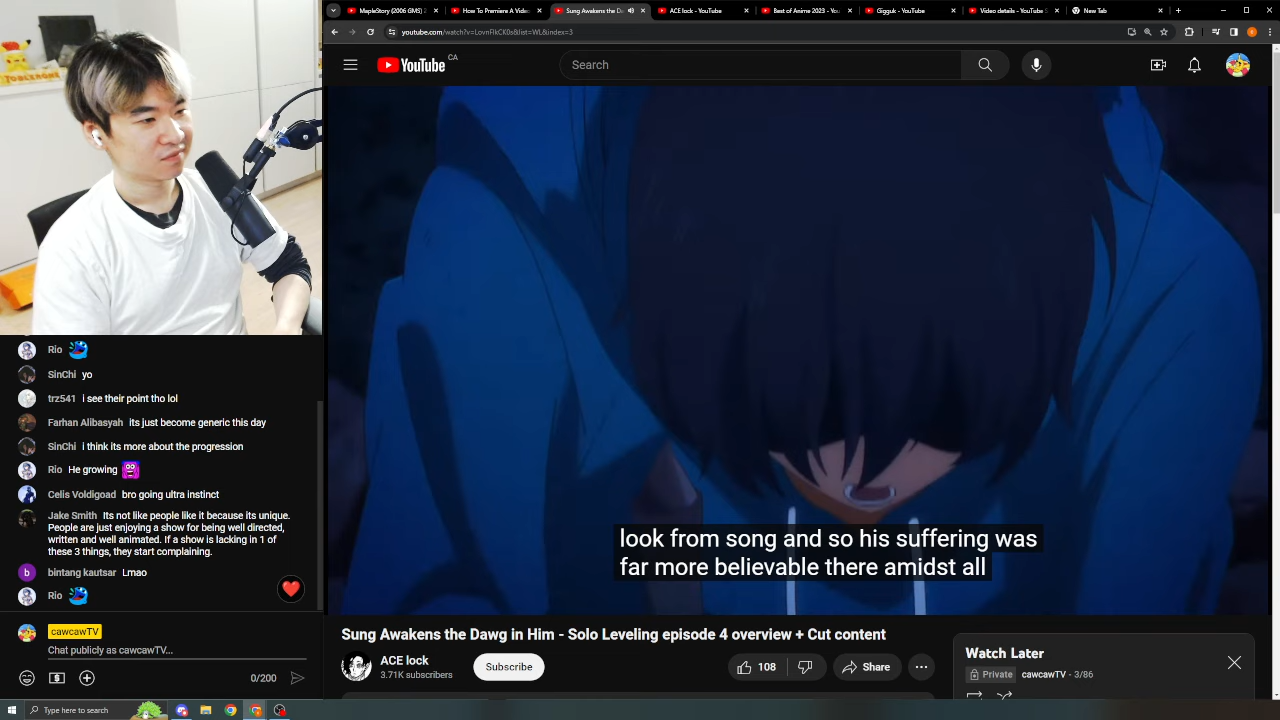 MapleStory (2006 GMS) 2
How To Premiere A Video
Sung Awakens the Da
ACE lock - YouTube
Best of Anime 2023 - You
Gigguk - YouTube
Video details - YouTube S
New Tab
youtube.com/watch?v=LovnFlkCK0s&list=WL&index=3
YouTube CA
Search
TOBLERONE
Rio
SinChi yo
trz541 i see their point tho lol
Farhan Alibasyah its just become generic this day
SinChi i think its more about the progression
Rio He growing
Celis Voldigoad bro going ultra instinct
Jake Smith Its not like people like it because its unique.
People are just enjoying a show for being well directed,
written and well animated. If a show is lacking in 1 of
these 3 things, they start complaining.
b bintang kautsar Lmao
Rio
cawcawTV
Chat publicly as cawcawTV...
0/200
look from song and so his suffering was
far more believable there amidst all
Sung Awakens the Dawg in Him - Solo Leveling episode 4 overview + Cut content
ACE lock
3.71K subscribers
Subscribe
108
Share
Watch Later
Private cawcawTV - 3/86
Type here to search